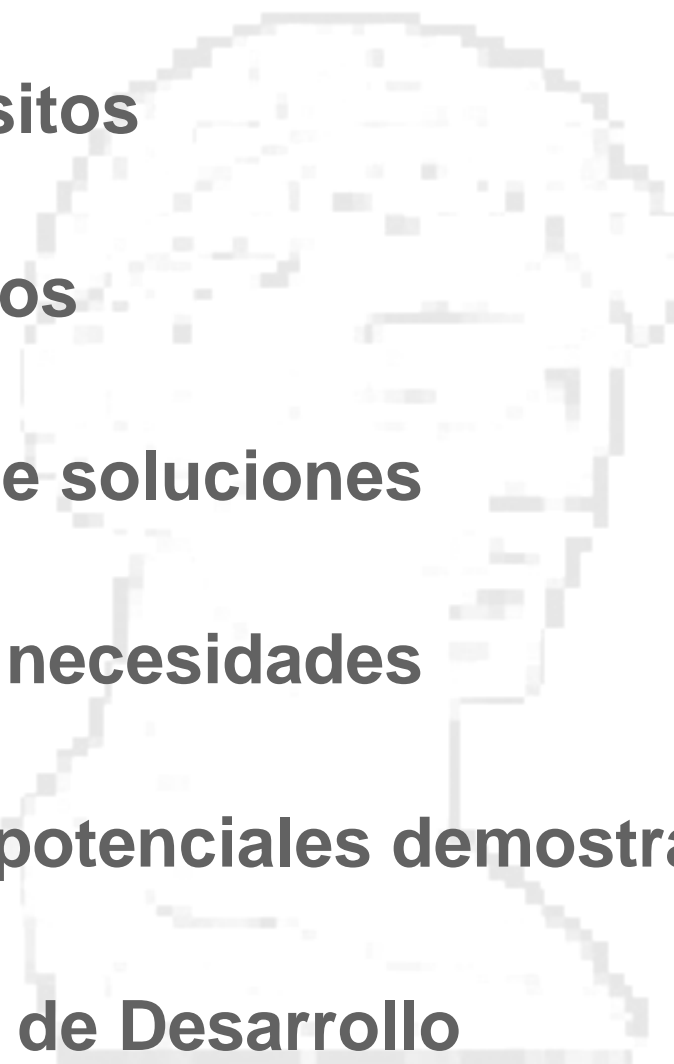 sitos
os
e soluciones
necesidades
potenciales demostra
de Desarrollo